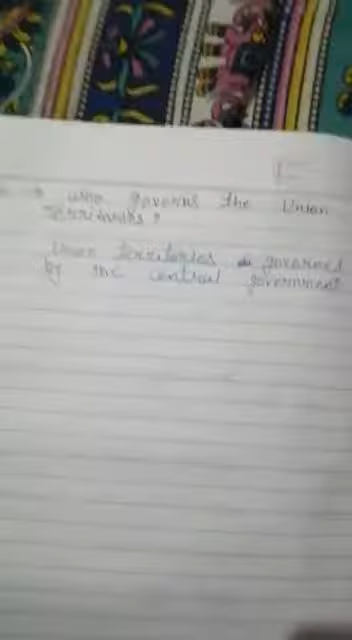 who governs the Union
Territories?
Union territories governed
by the central government